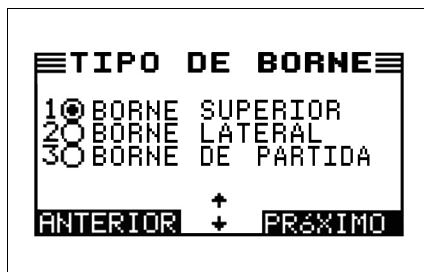 TIPO DE BORNE
1 BORNE SUPERIOR
2 BORNE LATERAL
3 BORNE DE PARTIDA
ANTERIOR PRóXIMO